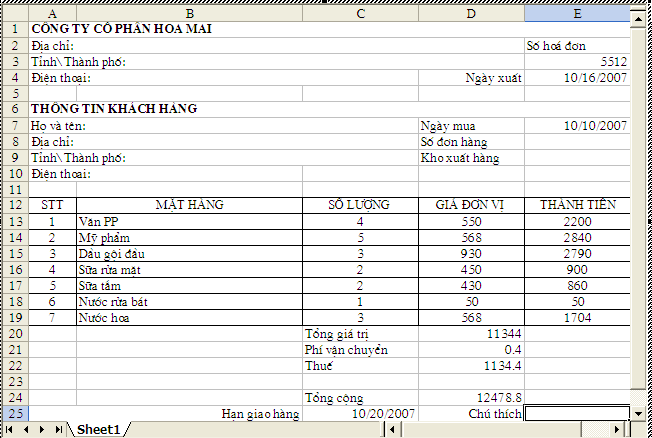 A B C D E
1 CÔNG TY CỔ PHẦN HOA MAI
2 Địa chỉ: Số hoá đơn
3 Tỉnh\Thành phố: 5512
4 Điện thoại: Ngày xuất 10/16/2007
5
6 THÔNG TIN KHÁCH HÀNG
7 Họ và tên: Ngày mua 10/10/2007
8 Địa chỉ: Số đơn hàng
9 Tỉnh\Thành phố: Kho xuất hàng
10 Điện thoại:
11
12 STT MẶT HÀNG SỐ LƯỢNG GIÁ ĐƠN VỊ THÀNH TIỀN
13 1 Văn PP 4 550 2200
14 2 Mỹ phẩm 5 568 2840
15 3 Dầu gội đầu 3 930 2790
16 4 Sữa rửa mặt 2 450 900
17 5 Sữa tắm 2 430 860
18 6 Nước rửa bát 1 50 50
19 7 Nước hoa 3 568 1704
20 Tổng giá trị 11344
21 Phí vận chuyển 0.4
22 Thuế 1134.4
23
24 Tổng cộng 12478.8
25 Hạn giao hàng 10/20/2007 Chú thích
Sheet1